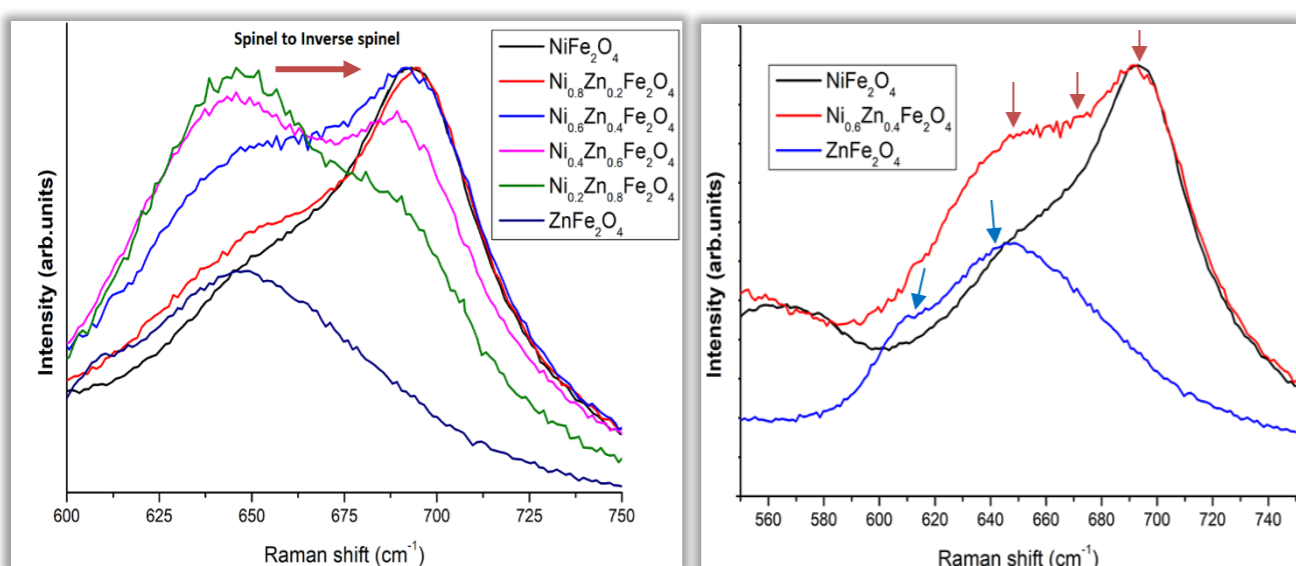 Spinel to Inverse spinel
NiFe₂O₄
Ni₀.₈Zn₀.₂Fe₂O₄
Ni₀.₆Zn₀.₄Fe₂O₄
Ni₀.₄Zn₀.₆Fe₂O₄
Ni₀.₂Zn₀.₈Fe₂O₄
ZnFe₂O₄
Intensity (arb.units)
600 625 650 675 700 725 750
Raman shift (cm⁻¹)
NiFe₂O₄
Ni₀.₆Zn₀.₄Fe₂O₄
ZnFe₂O₄
Intensity (arb.units)
560 580 600 620 640 660 680 700 720 740
Raman shift (cm⁻¹)